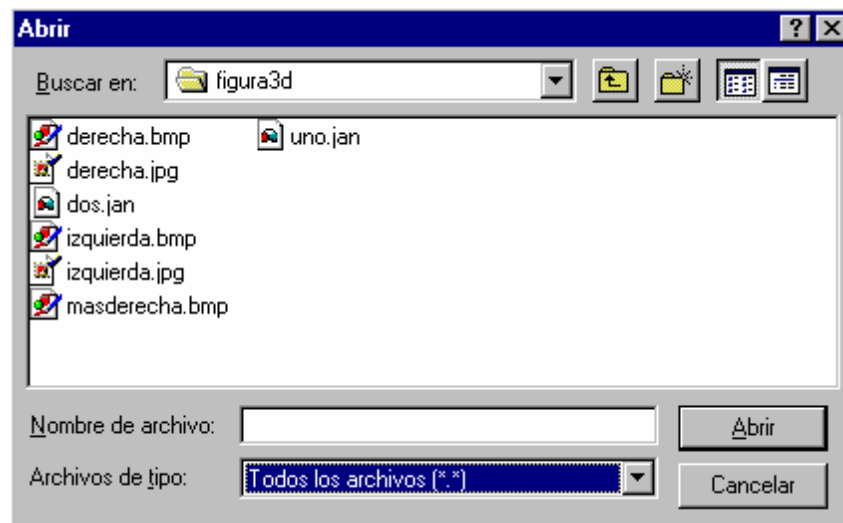 Abrir
Buscar en: figura3d
derecha.bmp
derecha.jpg
dos.jan
izquierda.bmp
izquierda.jpg
masderecha.bmp
uno.jan
Nombre de archivo: Abrir
Archivos de tipo: Todos los archivos (*.*) Cancelar